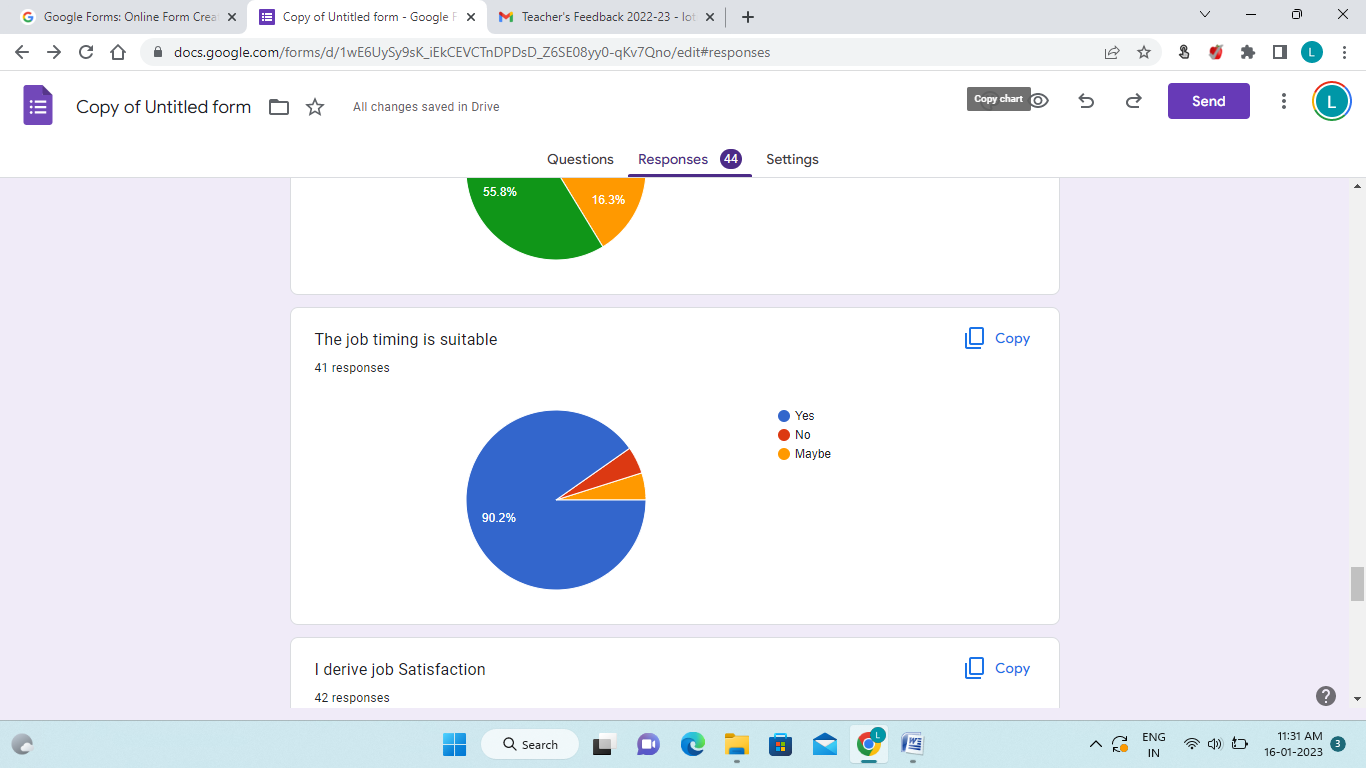 Google Forms: Online Form Crea
Copy of Untitled form - Google F
Teacher's Feedback 2022-23 - lot
docs.google.com/forms/d/1wE6UySy9sK_iEkCEVCTnDPDsD_Z6SE08yy0-qKv7Qno/edit#responses
L
Copy of Untitled form
All changes saved in Drive
Copy chart
Send
L
Questions
Responses 44
Settings
55.8%
16.3%
The job timing is suitable
Copy
41 responses
Yes
No
Maybe
90.2%
I derive job Satisfaction
Copy
42 responses
?
Search
L
W
ENG
IN
11:31 AM
16-01-2023
3